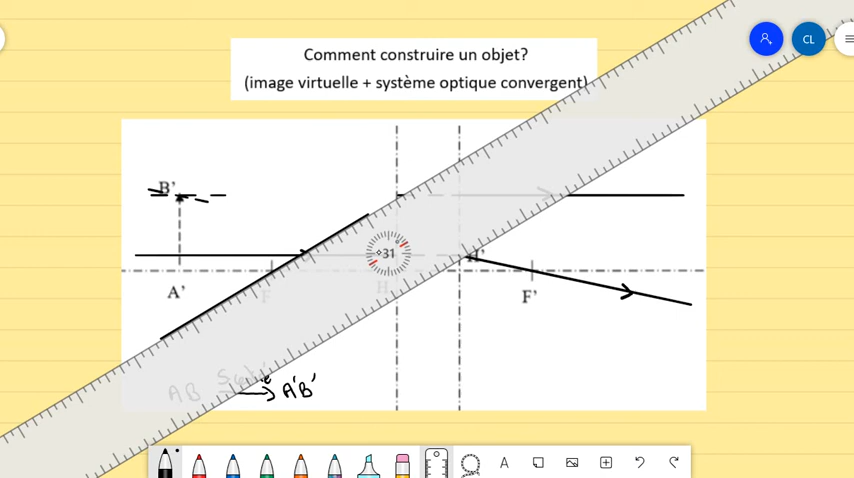 CL
Comment construire un objet?
(image virtuelle + système optique convergent)
B'
31
H'
A'
F
H
F'
AB A'B'
A